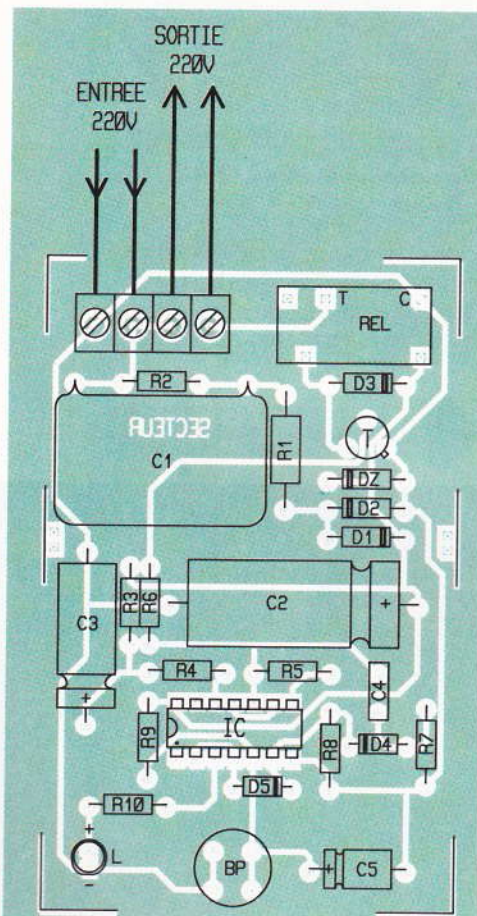 SORTIE
220V
ENTREE
220V
T C
REL
R2
D3
SECTEUR
C1
R1
T
DZ
D2
D1
C3
R3
R6
C2
+
R4
R5
C4
+
R9
IC
R8
D4
R7
R10
D5
+
L
BP
+
C5
-